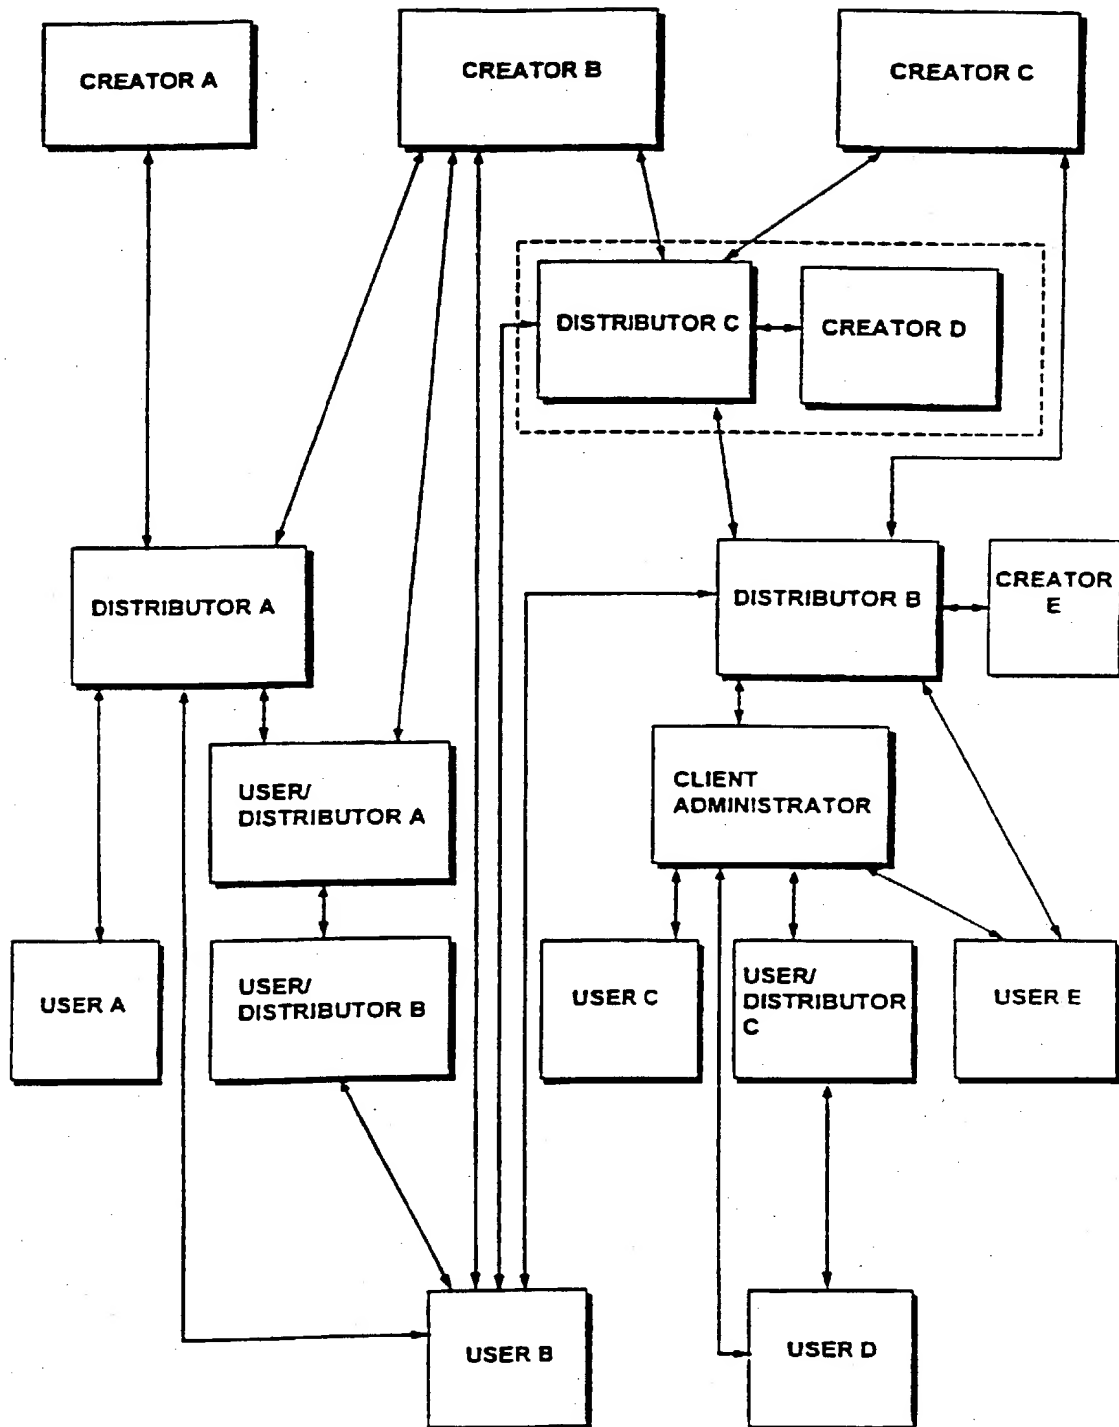 CREATOR A
CREATOR B
CREATOR C
DISTRIBUTOR C
CREATOR D
DISTRIBUTOR A
DISTRIBUTOR B
CREATOR
E
USER/
DISTRIBUTOR A
CLIENT
ADMINISTRATOR
USER A
USER/
DISTRIBUTOR B
USER C
USER/
DISTRIBUTOR
C
USER E
USER B
USER D